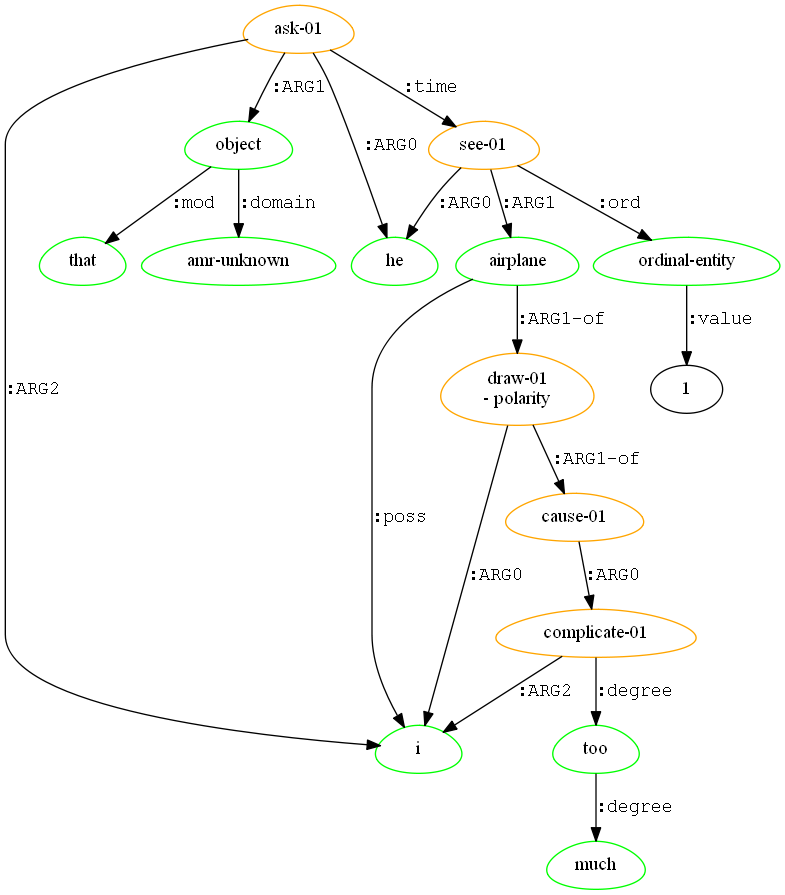 ask-01
:ARG1
:time
object
:ARG0
see-01
:mod
:domain
:ARG0
:ARG1
:ord
that
amr-unknown
he
airplane
ordinal-entity
:ARG1-of
:value
:ARG2
draw-01
- polarity
1
:ARG1-of
:poss
cause-01
:ARG0
:ARG0
complicate-01
:ARG2
:degree
i
too
:degree
much